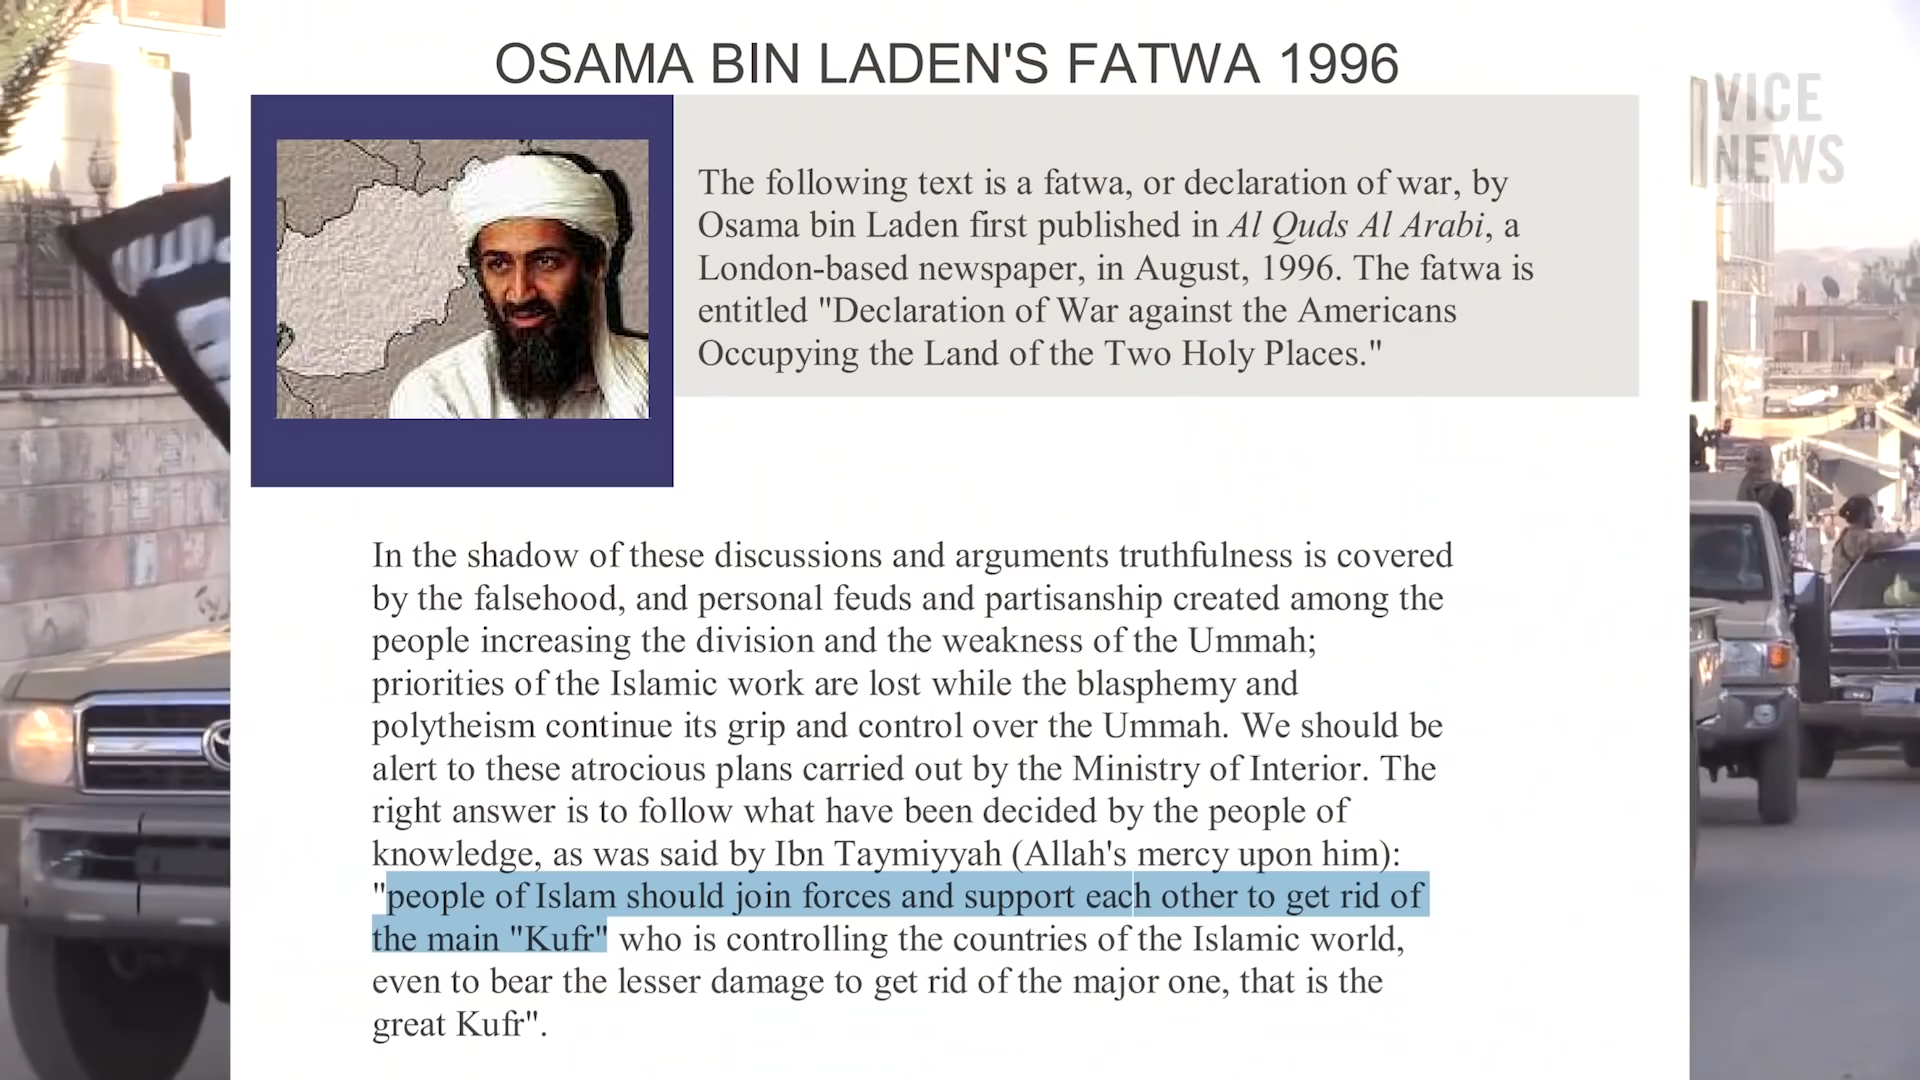 OSAMA BIN LADEN'S FATWA 1996
VICE
NEWS
The following text is a fatwa, or declaration of war, by
Osama bin Laden first published in Al Quds Al Arabi, a
London-based newspaper, in August, 1996. The fatwa is
entitled "Declaration of War against the Americans
Occupying the Land of the Two Holy Places."
In the shadow of these discussions and arguments truthfulness is covered
by the falsehood, and personal feuds and partisanship created among the
people increasing the division and the weakness of the Ummah;
priorities of the Islamic work are lost while the blasphemy and
polytheism continue its grip and control over the Ummah. We should be
alert to these atrocious plans carried out by the Ministry of Interior. The
right answer is to follow what have been decided by the people of
knowledge, as was said by Ibn Taymiyyah (Allah's mercy upon him):
"people of Islam should join forces and support each other to get rid of
the main "Kufr" who is controlling the countries of the Islamic world,
even to bear the lesser damage to get rid of the major one, that is the
great Kufr".